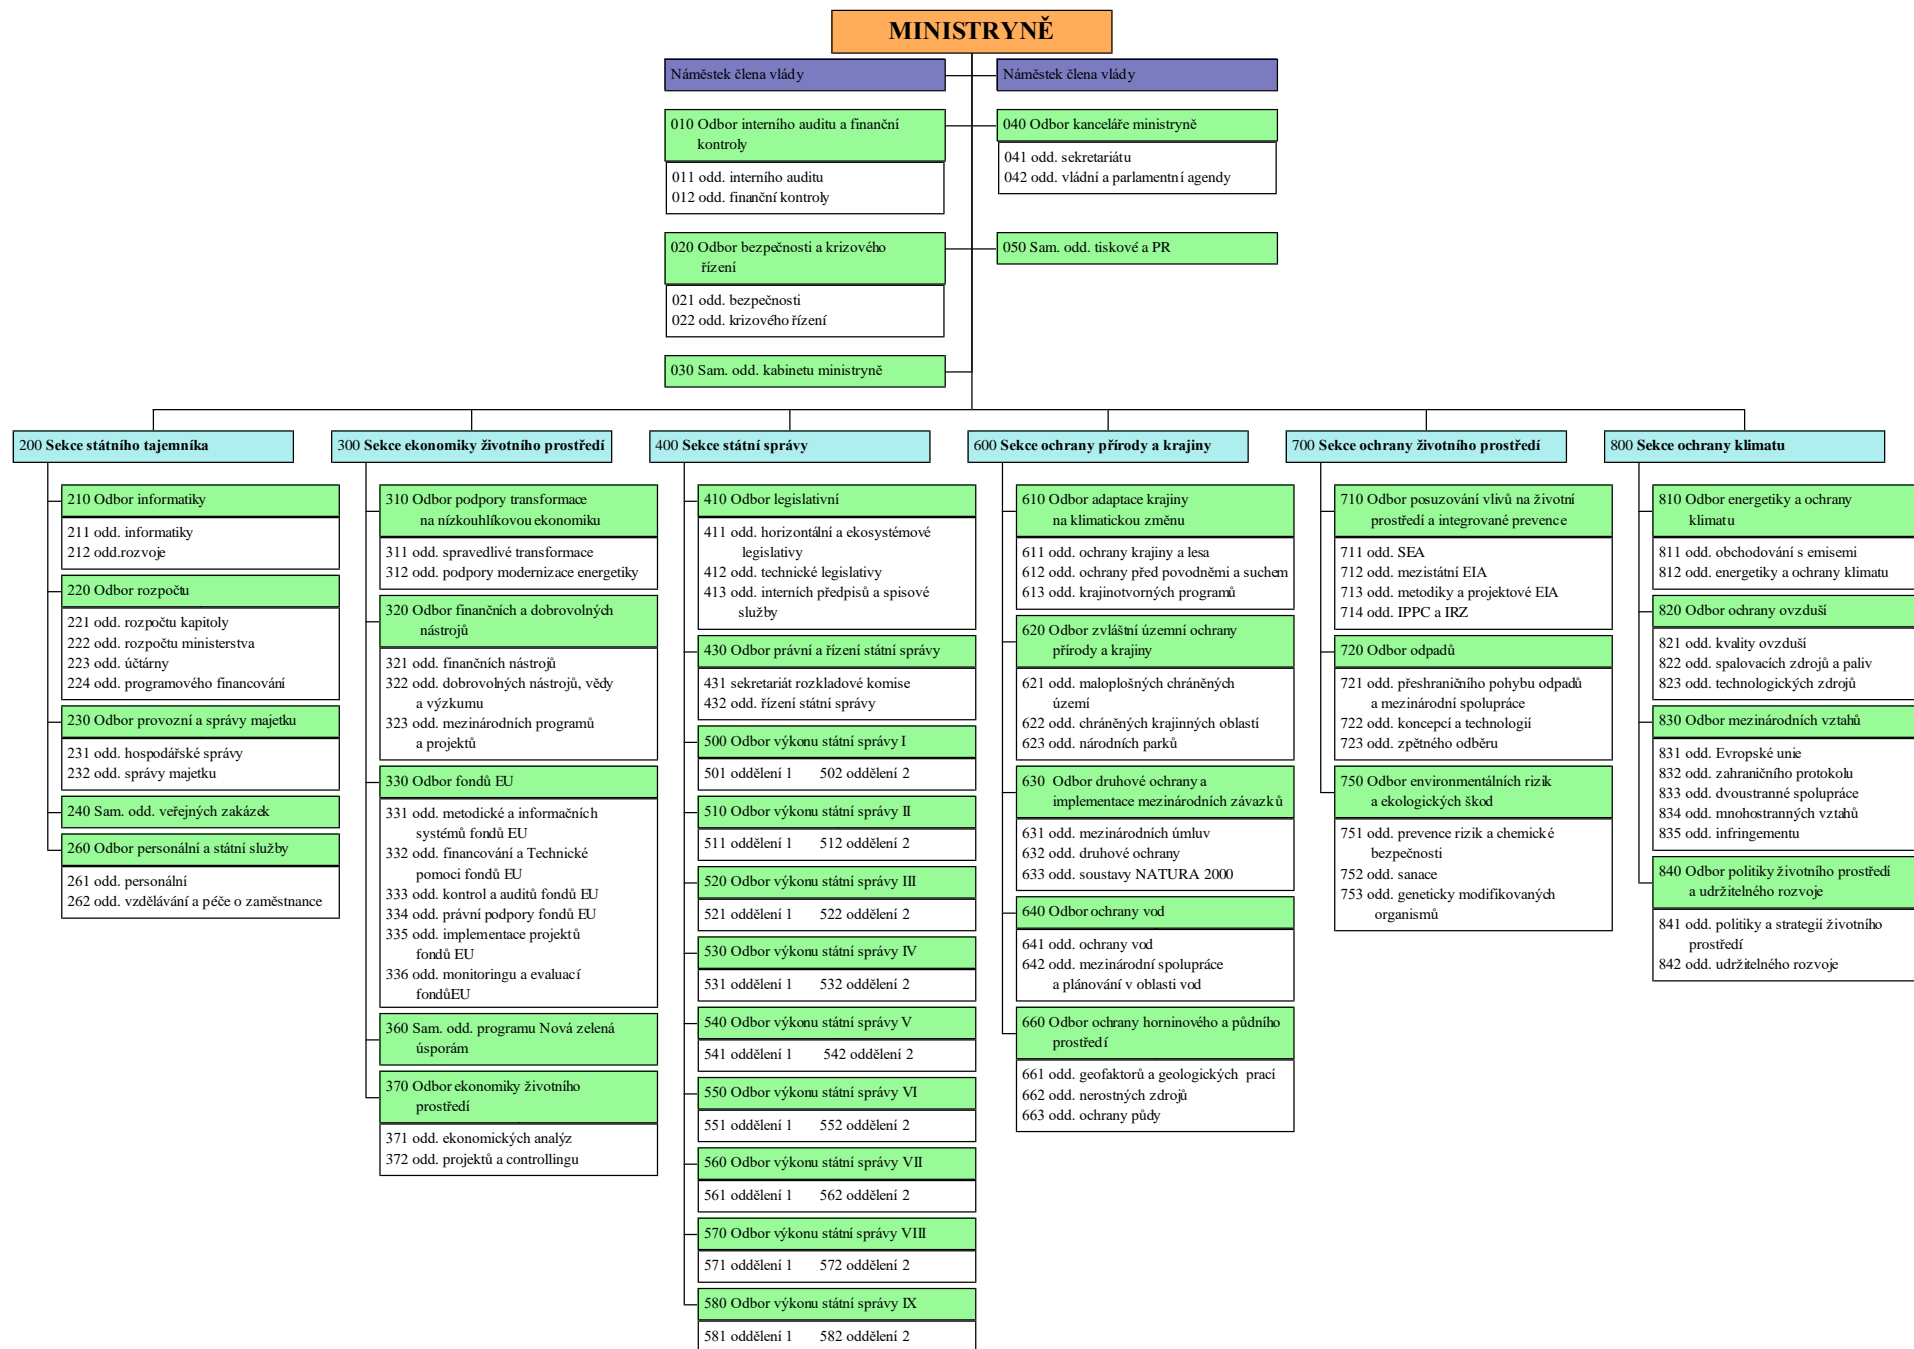 MINISTRYNĚ
Náměstek člena vlády
Náměstek člena vlády
010 Odbor interního auditu a finanční
kontroly
011 odd. interního auditu
012 odd. finanční kontroly
040 Odbor kanceláře ministryně
041 odd. sekretariátu
042 odd. vládní a parlamentní agendy
020 Odbor bezpečnosti a krizového
řízení
021 odd. bezpečnosti
022 odd. krizového řízení
050 Sam. odd. tiskové a PR
030 Sam. odd. kabinetu ministryně
200 Sekce státního tajemníka
210 Odbor informatiky
211 odd. informatiky
212 odd.rozvoje
220 Odbor rozpočtu
221 odd. rozpočtu kapitoly
222 odd. rozpočtu ministerstva
223 odd. účtárny
224 odd. programového financování
230 Odbor provozní a správy majetku
231 odd. hospodářské správy
232 odd. správy majetku
240 Sam. odd. veřejných zakázek
260 Odbor personální a státní služby
261 odd. personální
262 odd. vzdělávání a péče o zaměstnance
300 Sekce ekonomiky životního prostředí
310 Odbor podpory transformace
na nízkouhlíkovou ekonomiku
311 odd. spravedlivé transformace
312 odd. podpory modernizace energetiky
320 Odbor finančních a dobrovolných
nástrojů
321 odd. finančních nástrojů
322 odd. dobrovolných nástrojů, vědy
a výzkumu
323 odd. mezinárodních programů
a projektů
330 Odbor fondů EU
331 odd. metodické a informačních
systémů fondů EU
332 odd. financování a Technické
pomoci fondů EU
333 odd. kontrol a auditů fondů EU
334 odd. právní podpory fondů EU
335 odd. implementace projektů
fondů EU
336 odd. monitoringu a evaluací
fondůEU
360 Sam. odd. programu Nová zelená
úsporám
370 Odbor ekonomiky životního
prostředí
371 odd. ekonomických analýz
372 odd. projektů a controllingu
400 Sekce státní správy
410 Odbor legislativní
411 odd. horizontální a ekosystémové
legislativy
412 odd. technické legislativy
413 odd. interních předpisů a spisové
služby
430 Odbor právní a řízení státní správy
431 sekretariát rozkladové komise
432 odd. řízení státní správy
500 Odbor výkonu státní správy I
501 oddělení 1 502 oddělení 2
510 Odbor výkonu státní správy II
511 oddělení 1 512 oddělení 2
520 Odbor výkonu státní správy III
521 oddělení 1 522 oddělení 2
530 Odbor výkonu státní správy IV
531 oddělení 1 532 oddělení 2
540 Odbor výkonu státní správy V
541 oddělení 1 542 oddělení 2
550 Odbor výkonu státní správy VI
551 oddělení 1 552 oddělení 2
560 Odbor výkonu státní správy VII
561 oddělení 1 562 oddělení 2
570 Odbor výkonu státní správy VIII
571 oddělení 1 572 oddělení 2
580 Odbor výkonu státní správy IX
581 oddělení 1 582 oddělení 2
600 Sekce ochrany přírody a krajiny
610 Odbor adaptace krajiny
na klimatickou změnu
611 odd. ochrany krajiny a lesa
612 odd. ochrany před povodněmi a suchem
613 odd. krajinotvorných programů
620 Odbor zvláštní územní ochrany
přírody a krajiny
621 odd. maloplošných chráněných
území
622 odd. chráněných krajinných oblastí
623 odd. národních parků
630 Odbor druhové ochrany a
implementace mezinárodních závazků
631 odd. mezinárodních úmluv
632 odd. druhové ochrany
633 odd. soustavy NATURA 2000
640 Odbor ochrany vod
641 odd. ochrany vod
642 odd. mezinárodní spolupráce
a plánování v oblasti vod
660 Odbor ochrany horninového a půdního
prostředí
661 odd. geofaktorů a geologických prací
662 odd. nerostných zdrojů
663 odd. ochrany půdy
700 Sekce ochrany životního prostředí
710 Odbor posuzování vlivů na životní
prostředí a integrované prevence
711 odd. SEA
712 odd. mezistátní EIA
713 odd. metodiky a projektové EIA
714 odd. IPPC a IRZ
720 Odbor odpadů
721 odd. přeshraničního pohybu odpadů
a mezinárodní spolupráce
722 odd. koncepcí a technologií
723 odd. zpětného odběru
750 Odbor environmentálních rizik
a ekologických škod
751 odd. prevence rizik a chemické
bezpečnosti
752 odd. sanace
753 odd. geneticky modifikovaných
organismů
800 Sekce ochrany klimatu
810 Odbor energetiky a ochrany
klimatu
811 odd. obchodování s emisemi
812 odd. energetiky a ochrany klimatu
820 Odbor ochrany ovzduší
821 odd. kvality ovzduší
822 odd. spalovacích zdrojů a paliv
823 odd. technologických zdrojů
830 Odbor mezinárodních vztahů
831 odd. Evropské unie
832 odd. zahraničního protokolu
833 odd. dvoustranné spolupráce
834 odd. mnohostranných vztahů
835 odd. infringementu
840 Odbor politiky životního prostředí
a udržitelného rozvoje
841 odd. politiky a strategií životního
prostředí
842 odd. udržitelného rozvoje